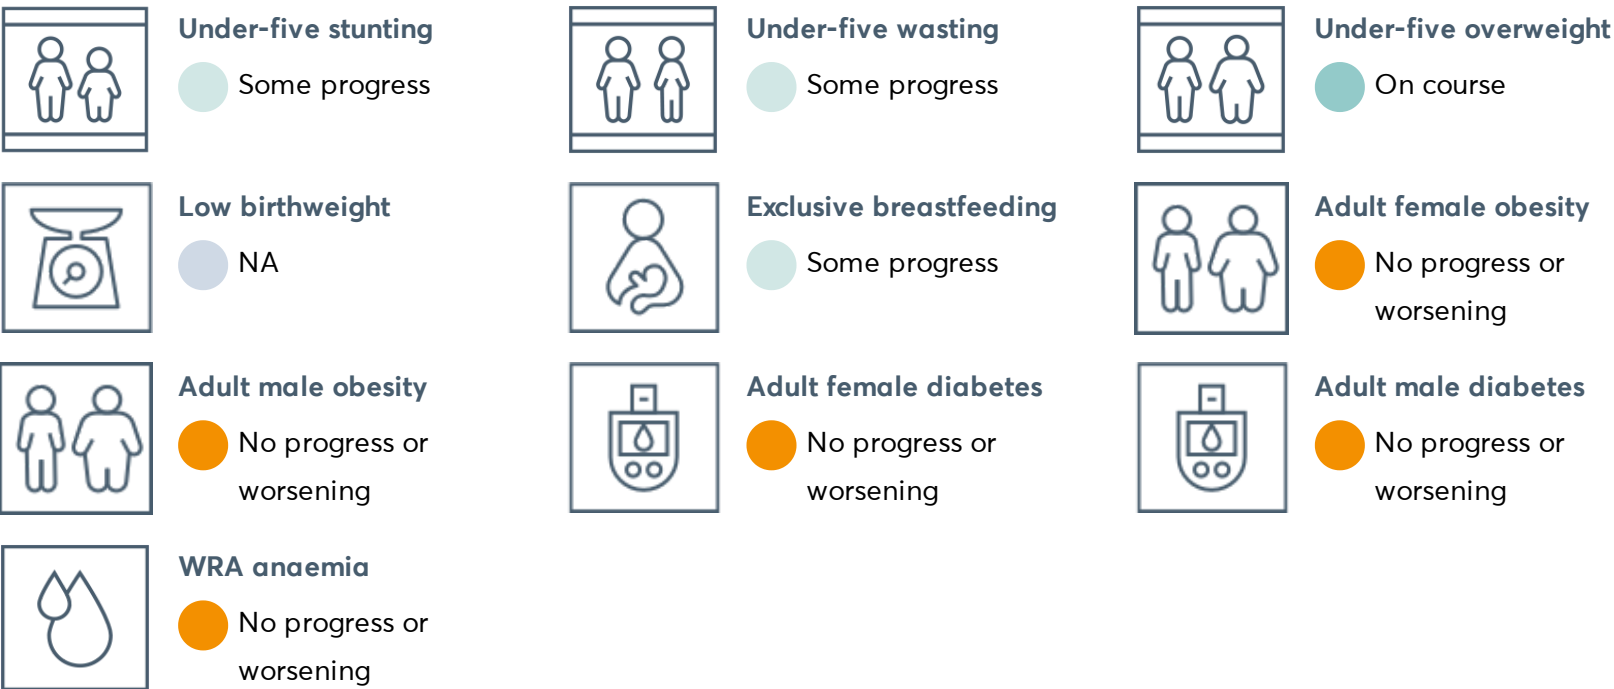 Under-five stunting
Some progress
Under-five wasting
Some progress
Under-five overweight
On course
Low birthweight
NA
Exclusive breastfeeding
Some progress
Adult female obesity
No progress or
worsening
Adult male obesity
No progress or
worsening
Adult female diabetes
No progress or
worsening
Adult male diabetes
No progress or
worsening
WRA anaemia
No progress or
worsening